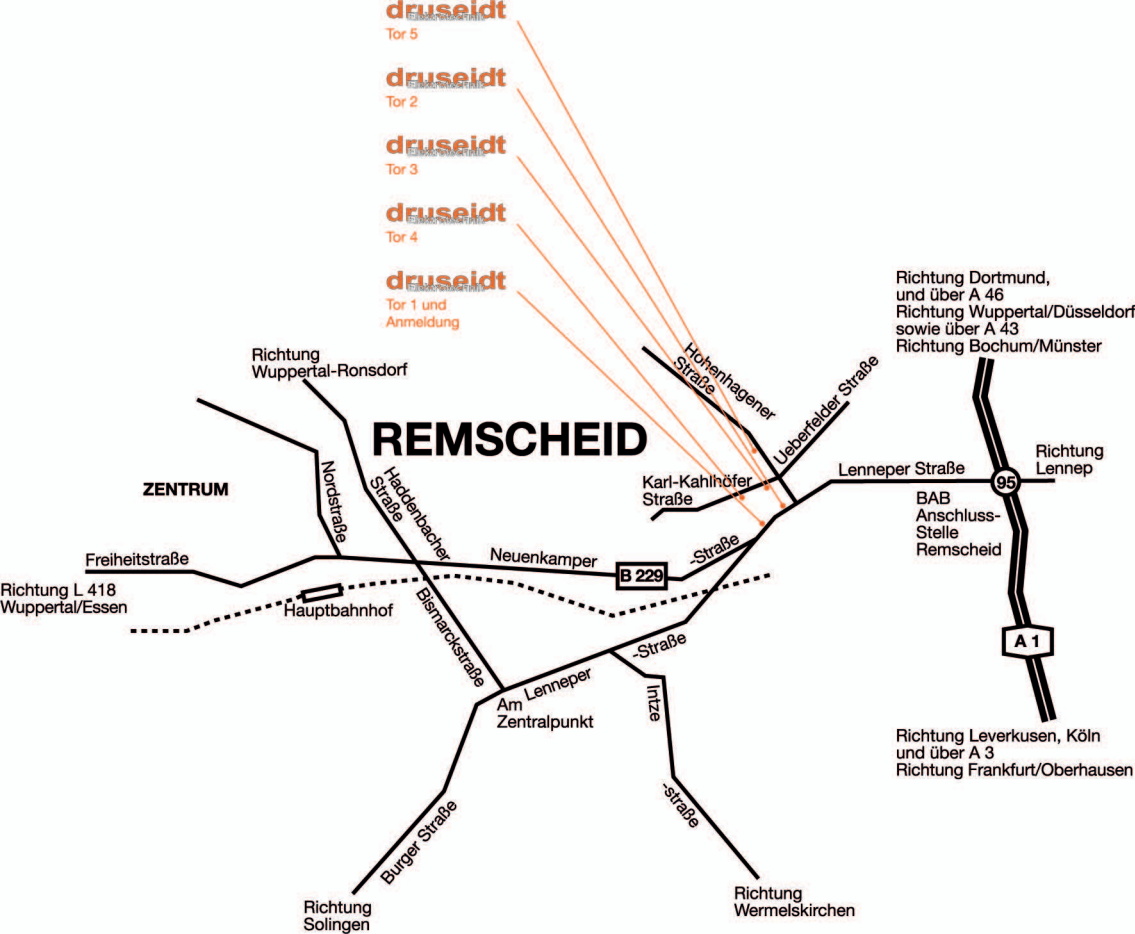 druseidt
Tor 5
druseidt
Tor 2
druseidt
Tor 3
druseidt
Tor 4
druseidt
Tor 1 und
Anmeldung
Richtung Dortmund,
und über A 46
Richtung Wuppertal/Düsseldorf
sowie über A 43
Richtung Bochum/Münster
Richtung
Wuppertal-Ronsdorf
Hohenhagener
Straße
Ueberfelder Straße
REMSCHEID
ZENTRUM
Nordstraße
Haddenbacher
Straße
Karl-Kahlhöfer
Straße
Lenneper Straße
95
Richtung
Lennep
BAB
Anschluss-
Stelle
Remscheid
Freiheitstraße
Neuenkamper
B 229
-Straße
Richtung L 418
Wuppertal/Essen
Hauptbahnhof
Bismarckstraße
A 1
Lenneper
-Straße
Am
Zentralpunkt
Intze
-straße
Richtung Leverkusen, Köln
und über A 3
Richtung Frankfurt/Oberhausen
Burger Straße
Richtung
Solingen
Richtung
Wermelskirchen